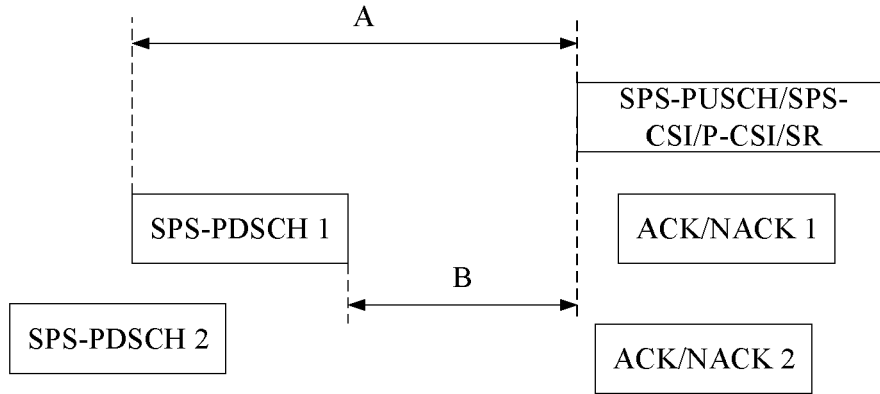 A
SPS-PUSCH/SPS-
CSI/P-CSI/SR
SPS-PDSCH 1
ACK/NACK 1
B
SPS-PDSCH 2
ACK/NACK 2